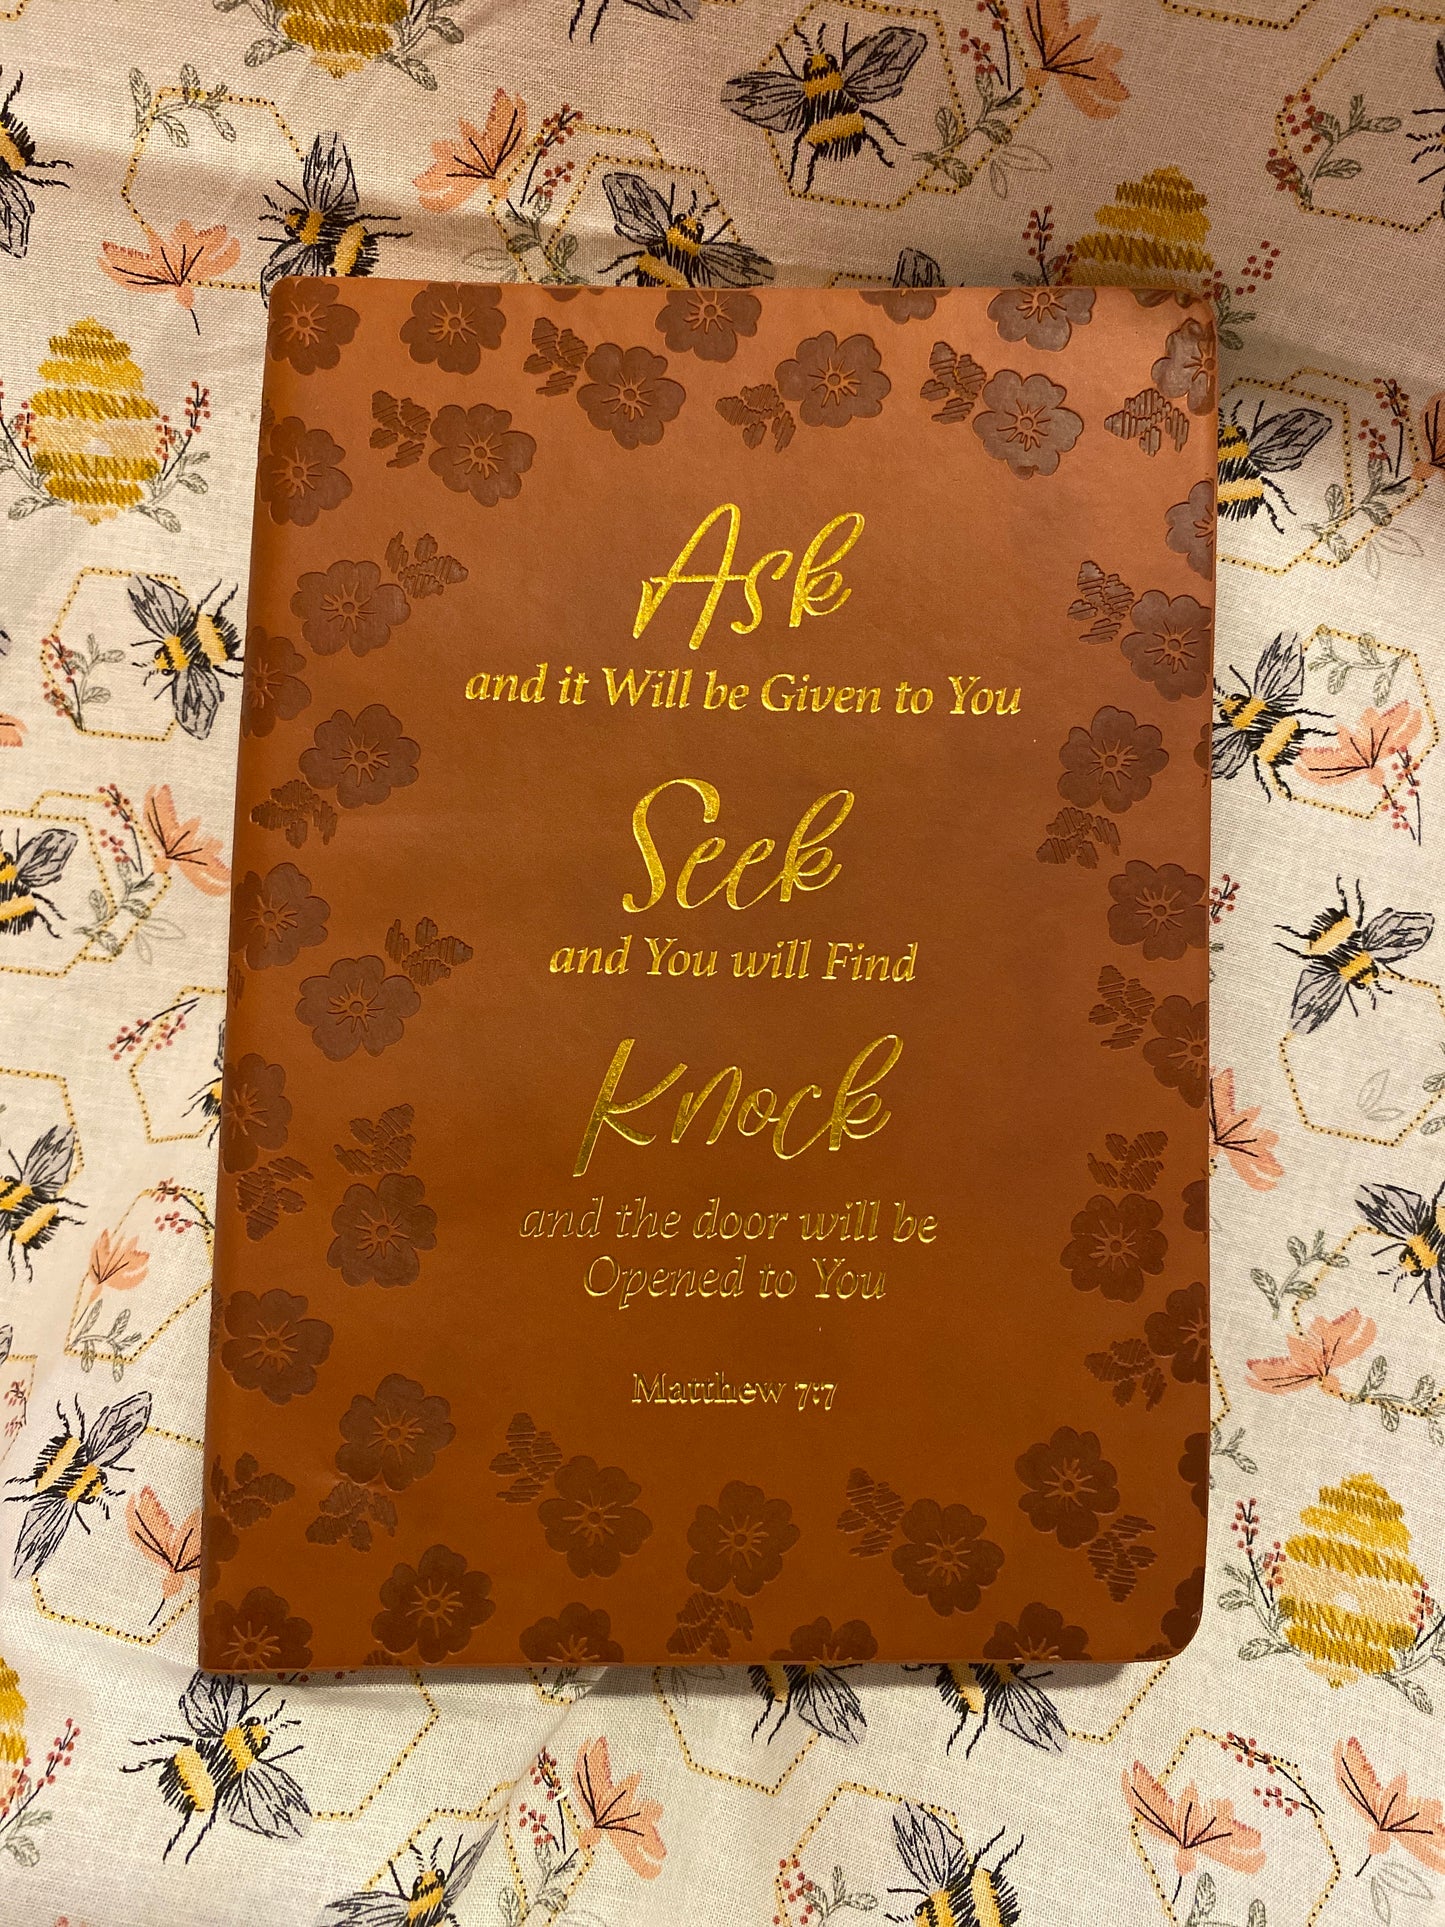 Ask
and it Will be Given to You
Seek
and You will Find
Knock
and the door will be
Opened to You
Matthew 7:7